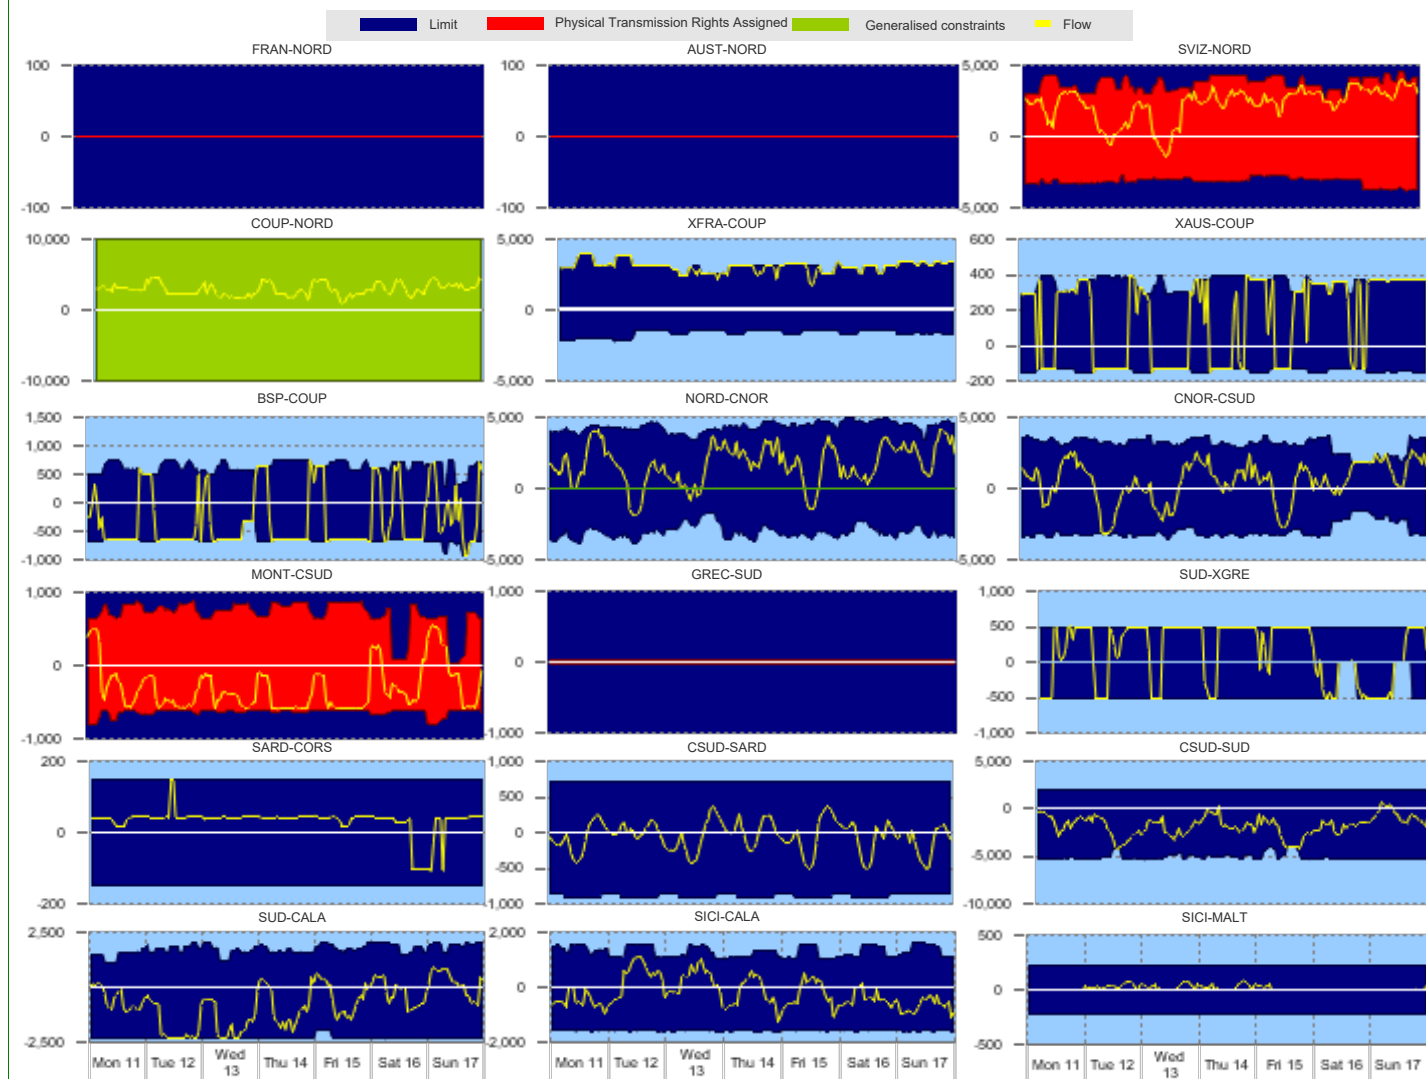 Limit Physical Transmission Rights Assigned Generalised constraints Flow
FRAN-NORD AUST-NORD SVIZ-NORD
100 100 5,000
0 0 0
-100 -100 -5,000
COUP-NORD XFRA-COUP XAUS-COUP
10,000 5,000 600
400
0 0 200
0
-10,000 -5,000 -200
BSP-COUP NORD-CNOR CNOR-CSUD
1,500 5,000 5,000
1,000
500
0 0 0
-500
-1,000 -5,000 -5,000
MONT-CSUD GREC-SUD SUD-XGRE
1,000 1,000 1,000
500
0 0 0
-500
-1,000 -1,000 -1,000
SARD-CORS CSUD-SARD CSUD-SUD
200 1,000 5,000
500
0 0 0
-500 -5,000
-200 -1,000 -10,000
SUD-CALA SICI-CALA SICI-MALT
2,500 2,000 500
0 0 0
-2,500 -2,000 -500
Mon 11 Tue 12 Wed 13 Thu 14 Fri 15 Sat 16 Sun 17 Mon 11 Tue 12 Wed 13 Thu 14 Fri 15 Sat 16 Sun 17 Mon 11 Tue 12 Wed 13 Thu 14 Fri 15 Sat 16 Sun 17